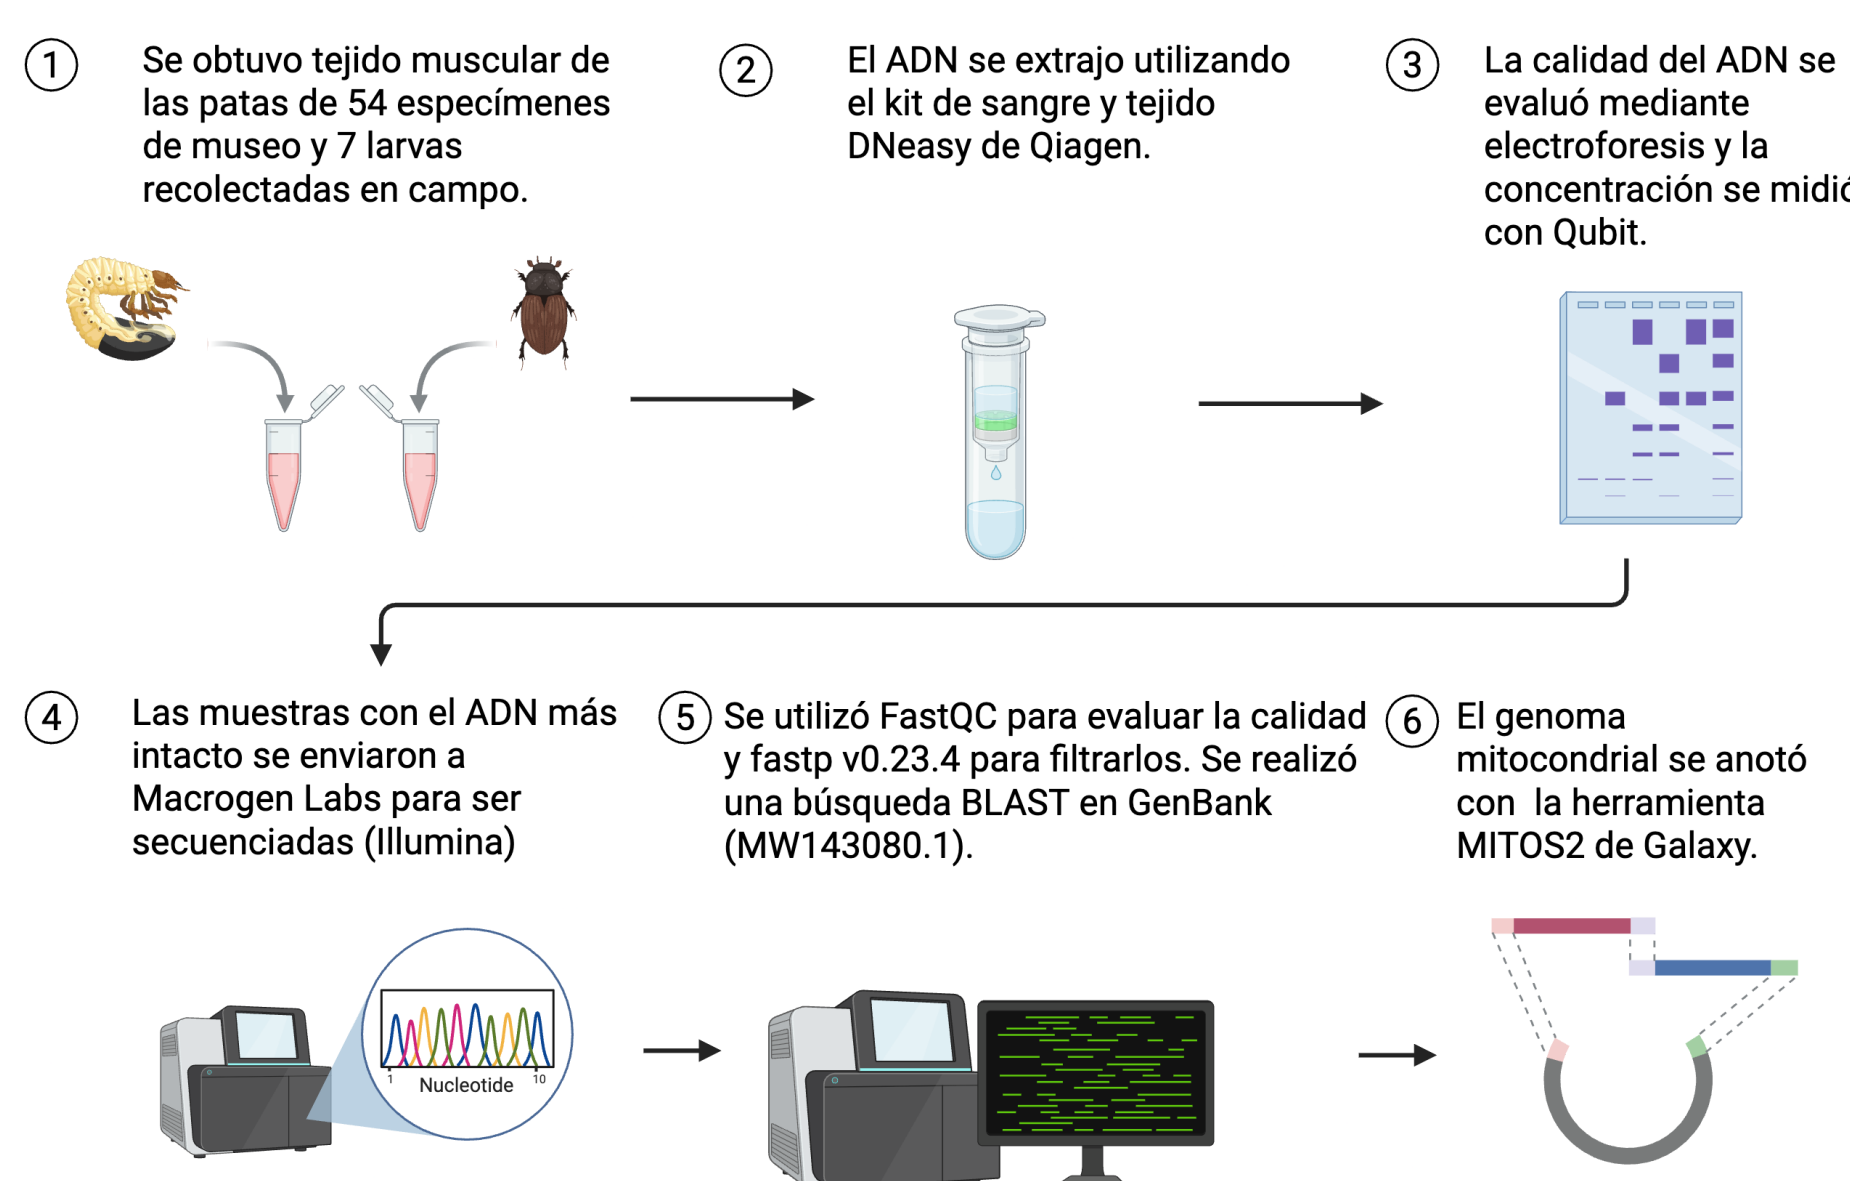 1
Se obtuvo tejido muscular de
las patas de 54 especímenes
de museo y 7 larvas
recolectadas en campo.
2
El ADN se extrajo utilizando
el kit de sangre y tejido
DNeasy de Qiagen.
3
La calidad del ADN se
evaluó mediante
electroforesis y la
concentración se midió
con Qubit.
4
Las muestras con el ADN más
intacto se enviaron a
Macrogen Labs para ser
secuenciadas (Illumina)
1
10
Nucleotide
5
Se utilizó FastQC para evaluar la calidad
y fastp v0.23.4 para filtrarlos. Se realizó
una búsqueda BLAST en GenBank
(MW143080.1).
6
El genoma
mitocondrial se anotó
con  la herramienta
MITOS2 de Galaxy.